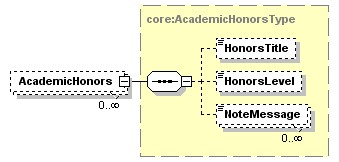 core:AcademicHonorsType
HonorsTitle
AcademicHonors
HonorsLevel
0..∞
NoteMessage
0..∞